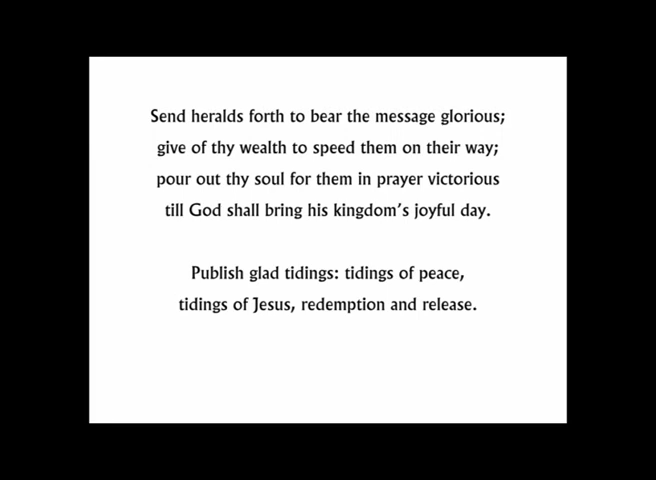 Send heralds forth to bear the message glorious;
give of thy wealth to speed them on their way;
pour out thy soul for them in prayer victorious
till God shall bring his kingdom’s joyful day.
Publish glad tidings: tidings of peace,
tidings of Jesus, redemption and release.